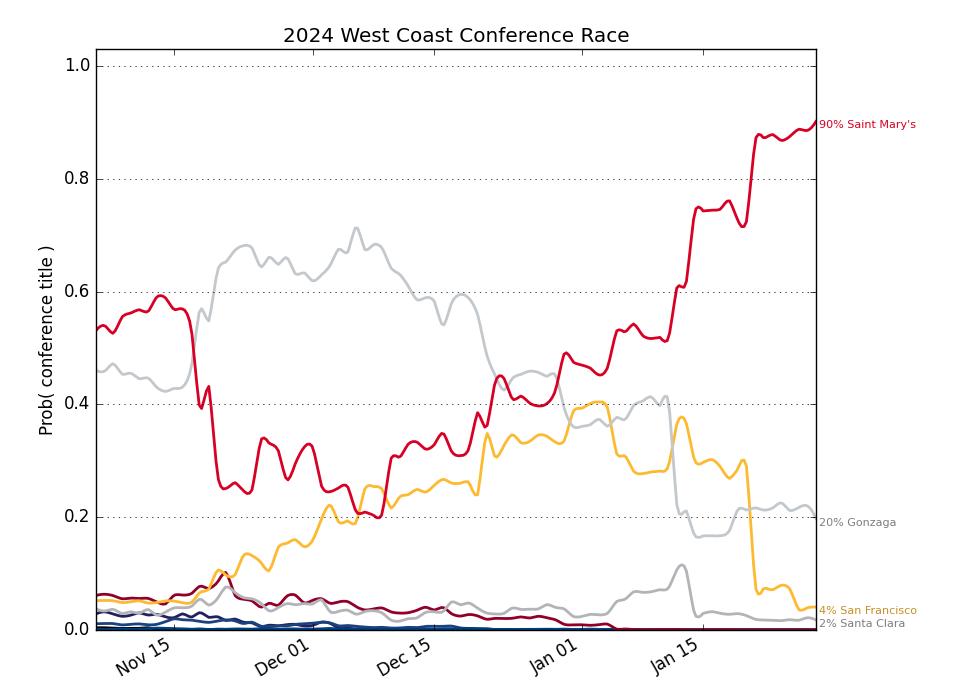 2024 West Coast Conference Race
Prob( conference title )
1.0
0.8
0.6
0.4
0.2
0.0
90% Saint Mary's
20% Gonzaga
4% San Francisco
2% Santa Clara
Nov 15
Dec 01
Dec 15
Jan 01
Jan 15